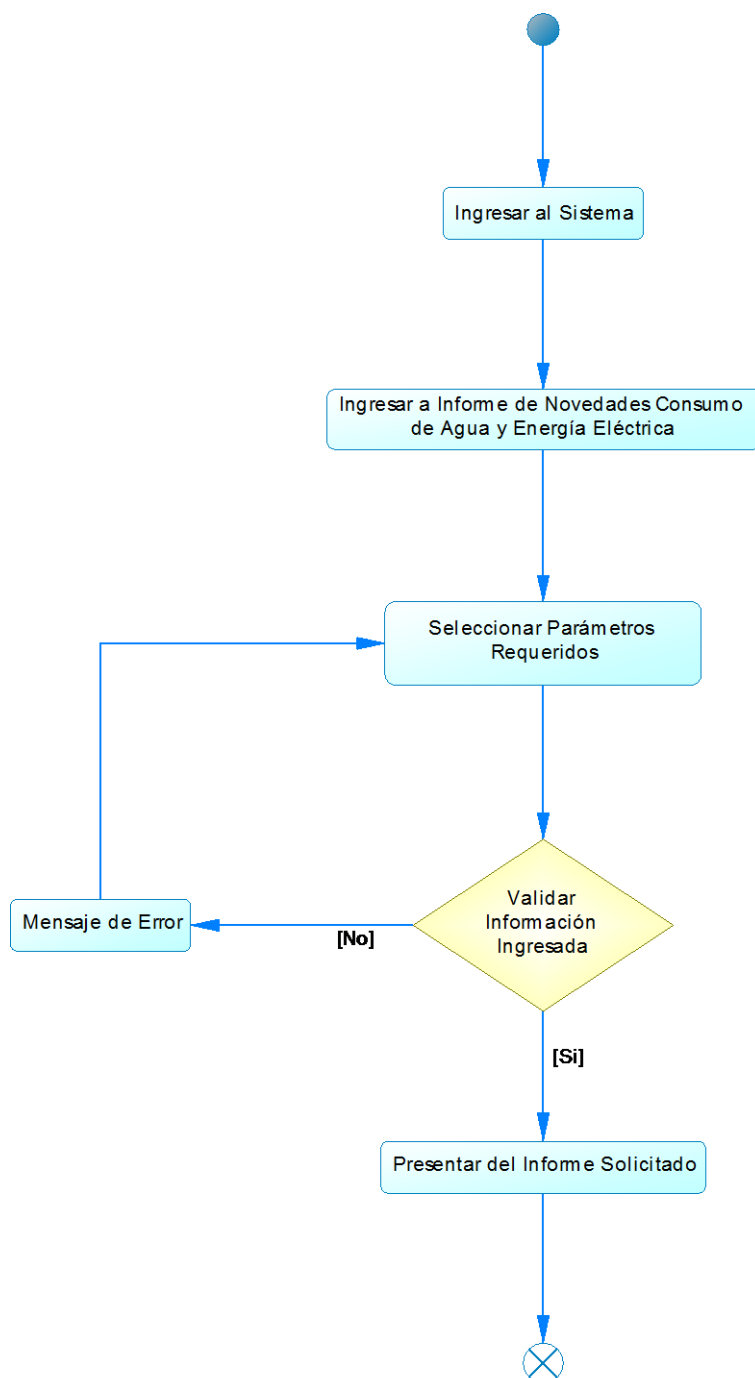 Ingresar al Sistema
Ingresar a Informe de Novedades Consumo
de Agua y Energía Eléctrica
Seleccionar Parámetros
Requeridos
Validar
Información
Ingresada
Mensaje de Error
[No]
[Si]
Presentar del Informe Solicitado